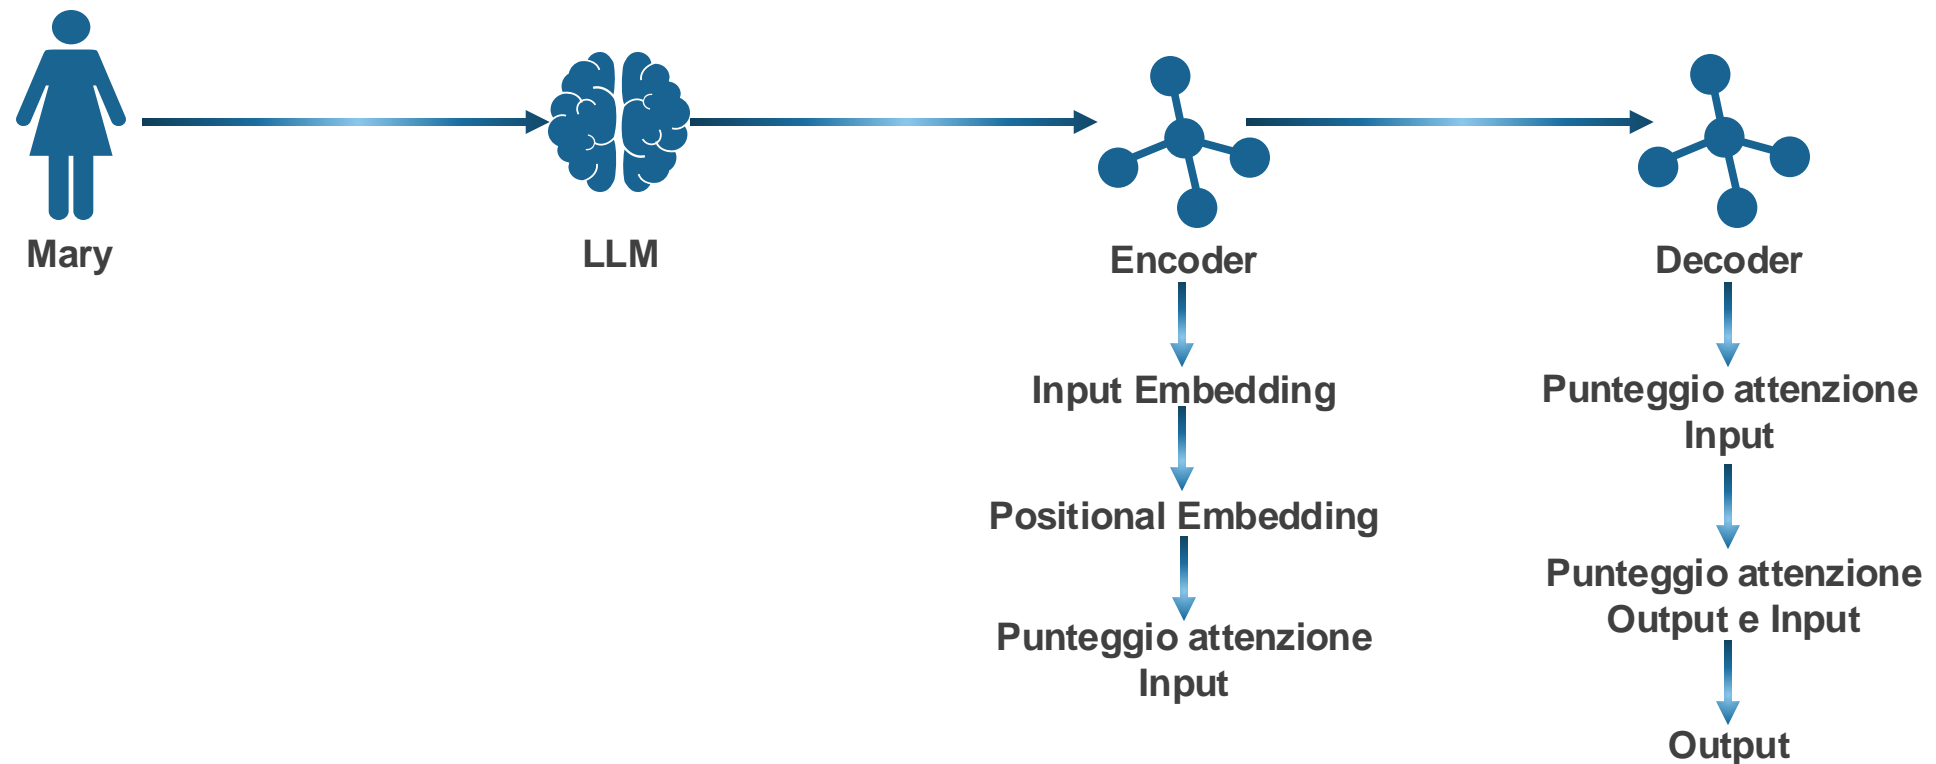 Mary
LLM
Encoder
Decoder
Input Embedding
Positional Embedding
Punteggio attenzione
Input
Punteggio attenzione
Input
Punteggio attenzione
Output e Input
Output